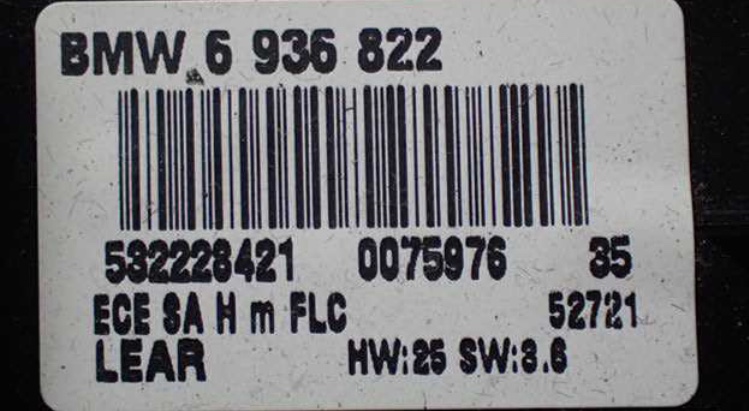 BMW 6 936 822
532228421 0075976 35
ECE SA H m FLC 52721
LEAR HW:25 SW:3.6